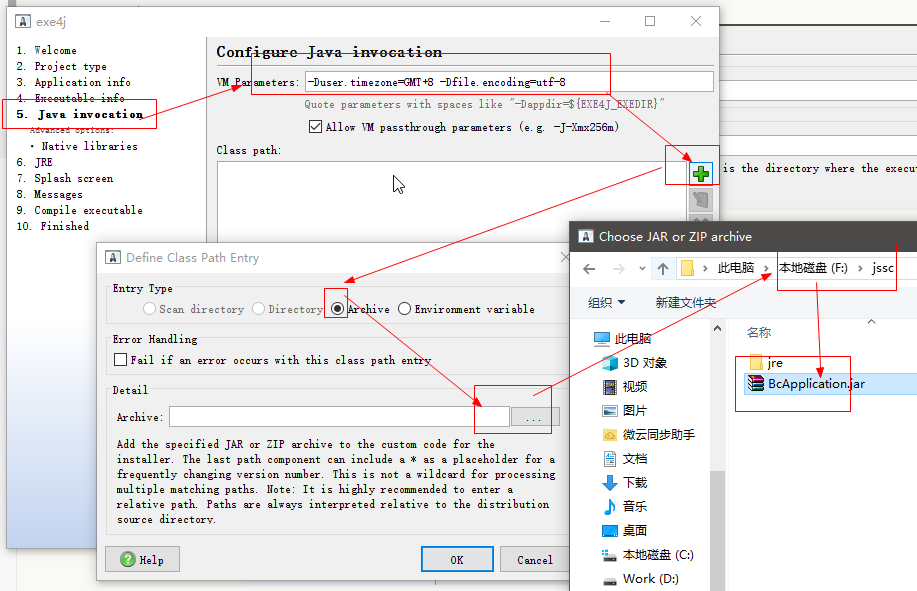 exe4j
1. Welcome
2. Project type
3. Application info
4. Executable info
5. Java invocation
Advanced options:
• Native libraries
6. JRE
7. Splash screen
8. Messages
9. Compile executable
10. Finished
Configure Java invocation
VM Parameters: -Duser.timezone=GMT+8 -Dfile.encoding=utf-8
Quote parameters with spaces like "-Dappdir=${EXE4J_EXEDIR}"
Allow VM passthrough parameters (e.g. -J-Xmx256m)
Class path:
is the directory where the execut
Define Class Path Entry
Entry Type
Scan directory Directory Archive Environment variable
Error Handling
Fail if an error occurs with this class path entry
Detail
Archive: ...
Add the specified JAR or ZIP archive to the custom code for the
installer. The last path component can include a * as a placeholder for a
frequently changing version number. This is not a wildcard for processing
multiple matching paths. Note: It is highly recommended to enter a
relative path. Paths are always interpreted relative to the distribution
source directory.
Help OK Cancel
Choose JAR or ZIP archive
此电脑 > 本地磁盘 (F:) > jssc
组织 新建文件夹
此电脑
3D 对象
视频
图片
微云同步助手
文档
下载
音乐
桌面
本地磁盘 (C:)
Work (D:)
名称
jre
BcApplication.jar